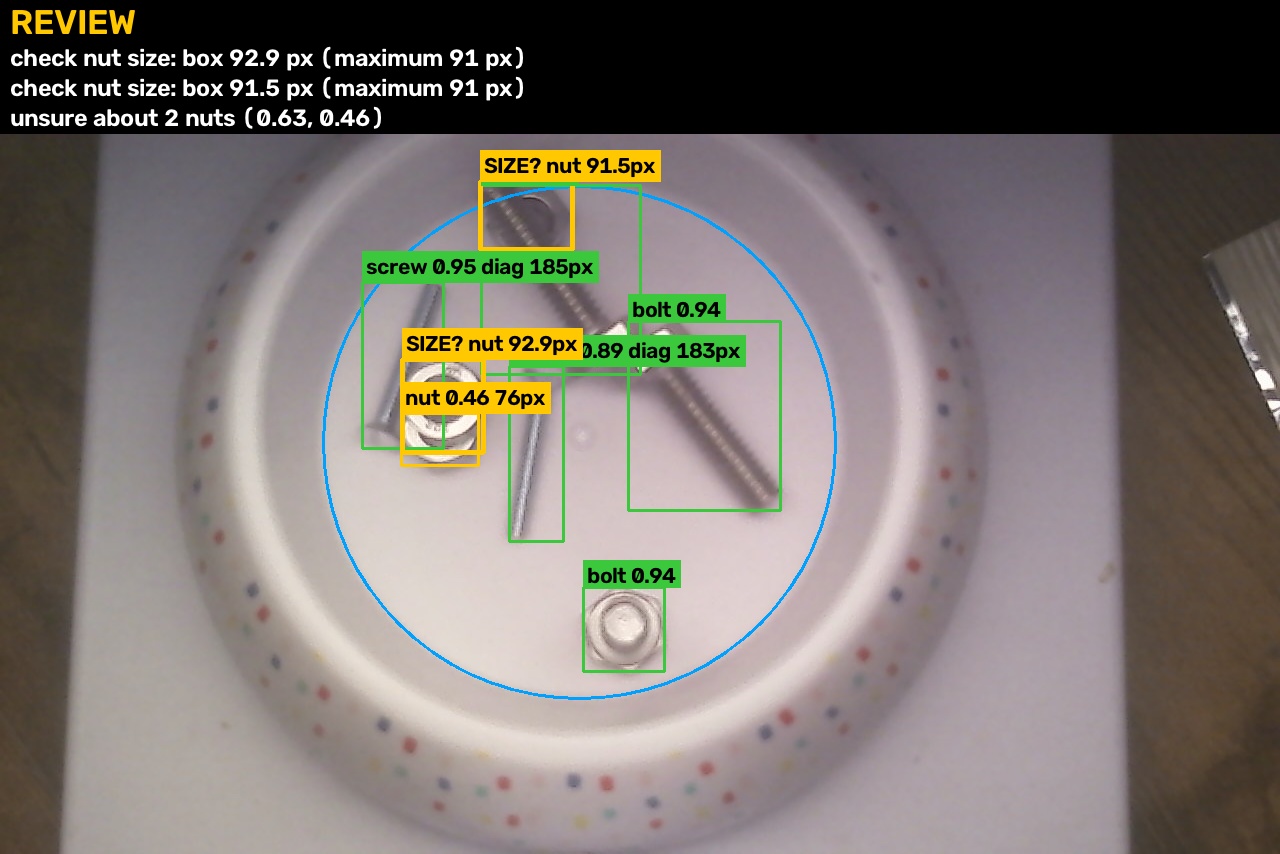 REVIEW
check nut size: box 92.9 px (maximum 91 px)
check nut size: box 91.5 px (maximum 91 px)
unsure about 2 nuts (0.63, 0.46)
SIZE? nut 91.5px
screw 0.95 diag 185px
bolt 0.94
SIZE? nut 92.9px
0.89 diag 183px
nut 0.46 76px
bolt 0.94